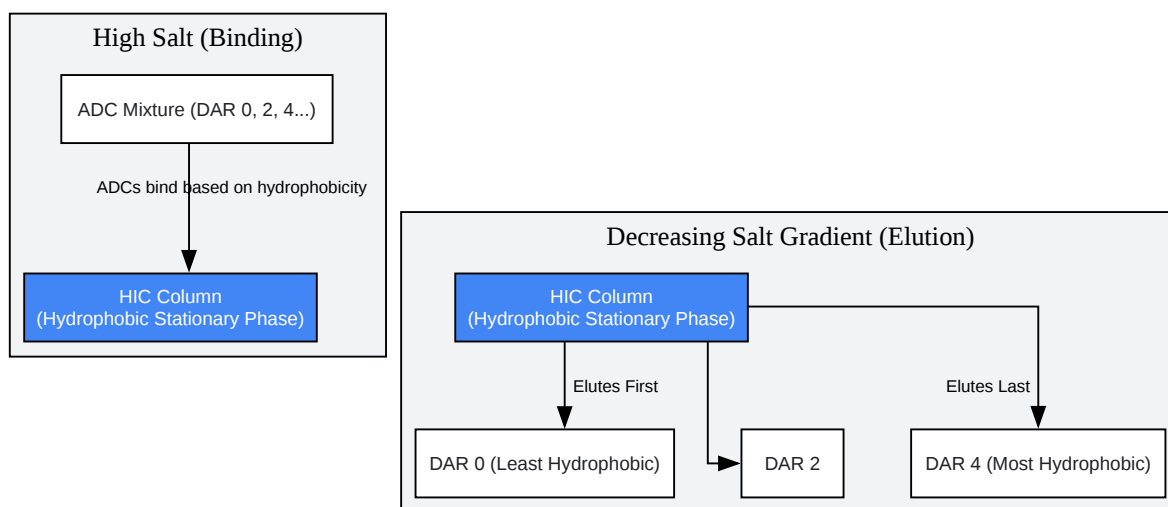 High Salt (Binding)
ADC Mixture (DAR 0, 2, 4...)
ADCs bind based on hydrophobicity
HIC Column
(Hydrophobic Stationary Phase)
Decreasing Salt Gradient (Elution)
HIC Column
(Hydrophobic Stationary Phase)
Elutes First
Elutes Last
DAR 0 (Least Hydrophobic)
DAR 2
DAR 4 (Most Hydrophobic)